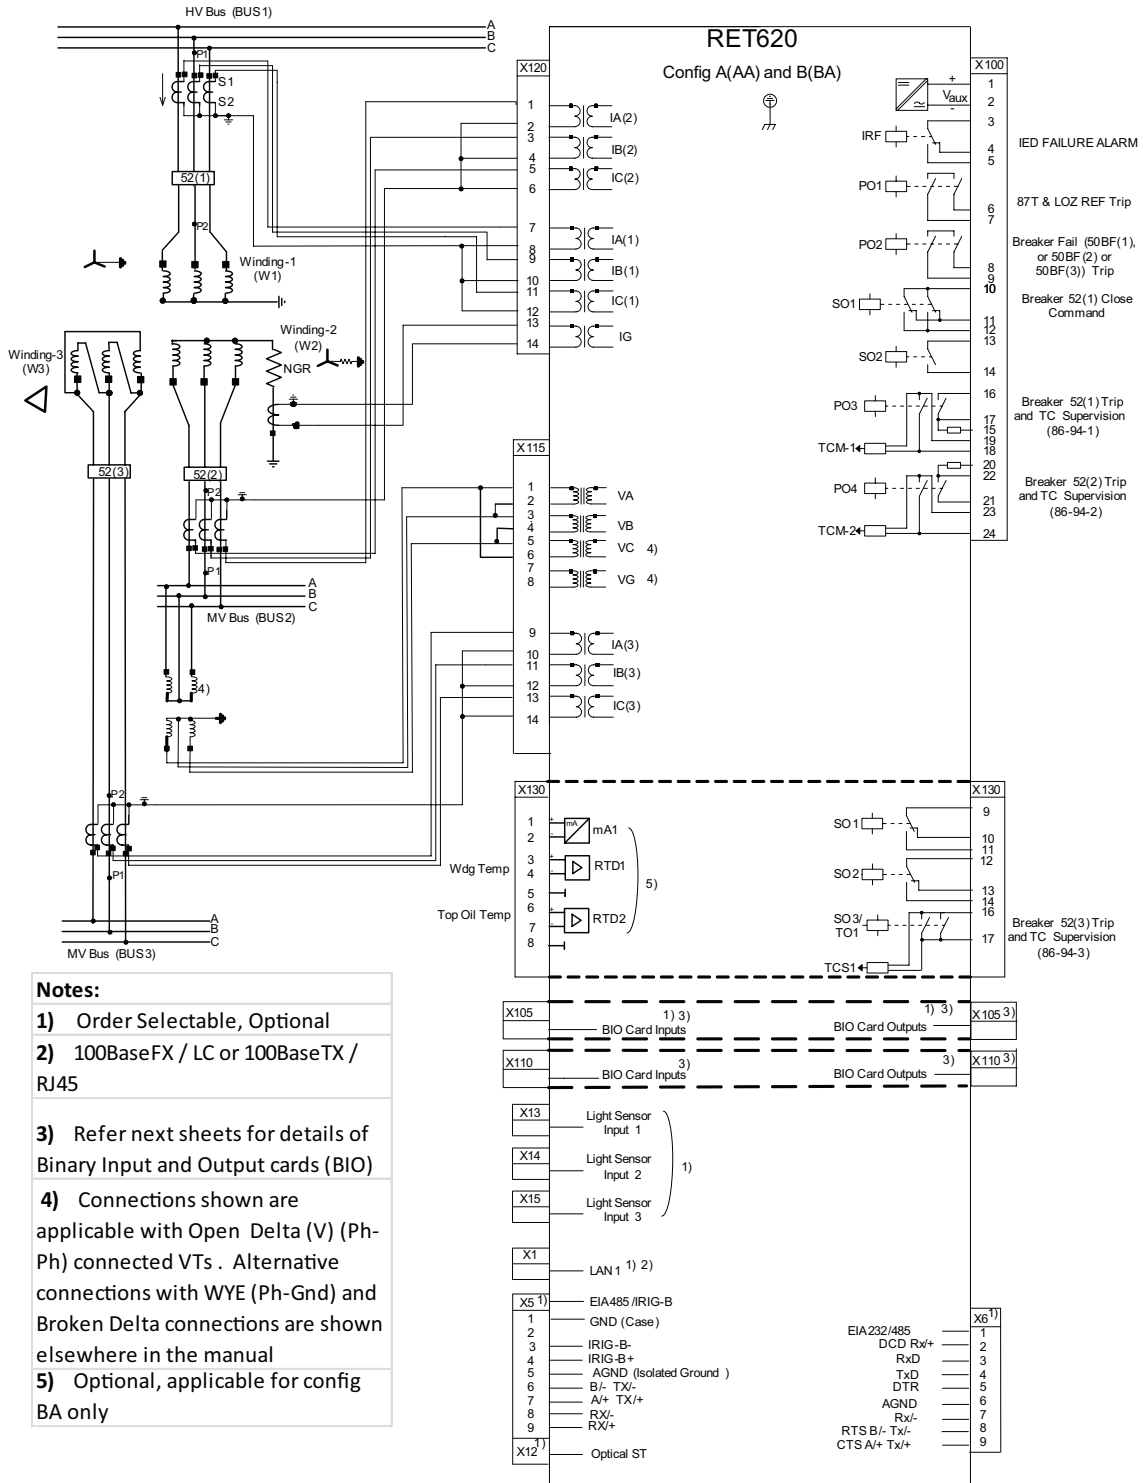 HV Bus (BUS1)
A
B
C
P1
S1
S2
52(1)
P2
Winding-1
(W1)
Winding-2
(W2)
NGR
Winding-3
(W3)
52(3)
52(2)
P2
P1
A
B
C
MV Bus (BUS2)
4)
P2
P1
A
B
C
MV Bus (BUS3)
RET620
Config A(AA) and B(BA)
X120
1
2
3
4
5
6
7
8
9
10
11
12
13
14
IA(2)
IB(2)
IC(2)
IA(1)
IB(1)
IC(1)
IG
X115
1
2
3
4
5
6
7
8
9
10
11
12
13
14
VA
VB
VC 4)
VG 4)
IA(3)
IB(3)
IC(3)
X130
1
2
3
4
5
6
7
8
Wdg Temp
Top Oil Temp
+
-
mA
mA1
+
-
RTD1
+
-
RTD2
5)
X100
1
2
3
4
5
6
7
8
9
10
11
12
13
14
16
17
15
19
18
20
22
21
23
24
+
Vaux
-
IRF
PO1
PO2
SO1
SO2
PO3
TCM-1
PO4
TCM-2
IED FAILURE ALARM
87T & LOZ REF Trip
Breaker Fail (50BF(1),
or 50BF(2) or
50BF(3)) Trip
Breaker 52(1) Close
Command
Breaker 52(1) Trip
and TC Supervision
(86-94-1)
Breaker 52(2) Trip
and TC Supervision
(86-94-2)
X130
9
10
11
12
13
14
16
17
SO1
SO2
SO3/
TO1
TCS1
Breaker 52(3) Trip
and TC Supervision
(86-94-3)
X105
1) 3)
BIO Card Inputs
1) 3)
BIO Card Outputs
X105 3)
X110
3)
BIO Card Inputs
3)
BIO Card Outputs
X110 3)
X13
Light Sensor
Input 1
X14
Light Sensor
Input 2
X15
Light Sensor
Input 3
1)
X1
LAN1 1) 2)
X5 1)
EIA485/IRIG-B
1 GND (Case)
2
3 IRIG-B-
4 IRIG-B+
5 AGND (Isolated Ground )
6 B/- TX/-
7 A/+ TX/+
8 RX/-
9 RX/+
X12 1)
Optical ST
X6 1)
EIA232/485 1
DCD Rx/+ 2
RxD 3
TxD 4
DTR 5
AGND 6
Rx/- 7
RTS B/- Tx/- 8
CTS A/+ Tx/+ 9
Notes:
1) Order Selectable, Optional
2) 100BaseFX / LC or 100BaseTX /
RJ45
3) Refer next sheets for details of
Binary Input and Output cards (BIO)
4) Connections shown are
applicable with Open Delta (V) (Ph-
Ph) connected VTs . Alternative
connections with WYE (Ph-Gnd) and
Broken Delta connections are shown
elsewhere in the manual
5) Optional, applicable for config
BA only